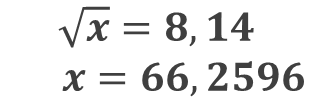 √x = 8,14
x = 66,2596